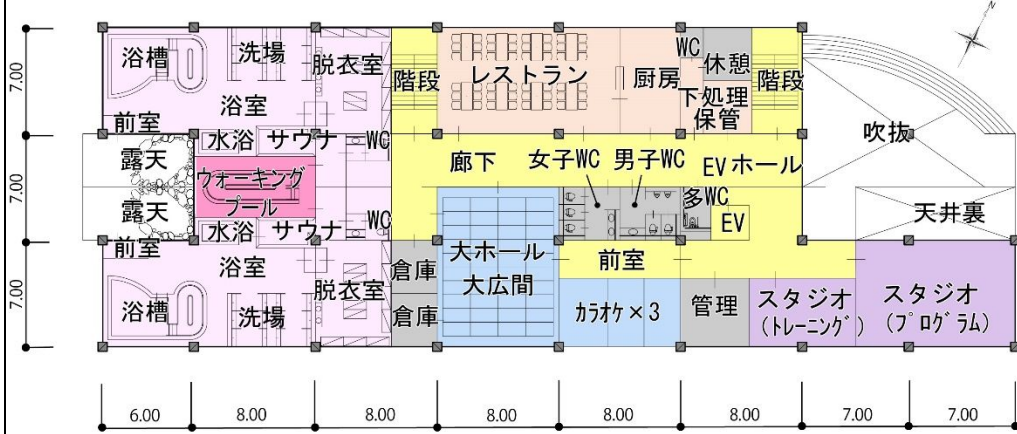 N
7.00
浴槽
洗場
脱衣室
階段
レストラン
厨房
WC
休憩
階段
浴室
下処理
保管
前室
水浴
サウナ
WC
吹抜
7.00
露天
ウォーキング
プール
廊下
女子WC
男子WC
EVホール
露天
WC
多WC
EV
天井裏
水浴
サウナ
7.00
前室
浴室
倉庫
大ホール
大広間
前室
浴槽
洗場
脱衣室
倉庫
カラオケ×3
管理
スタジオ
(トレーニング)
スタジオ
(プログラム)
6.00
8.00
8.00
8.00
8.00
8.00
7.00
7.00